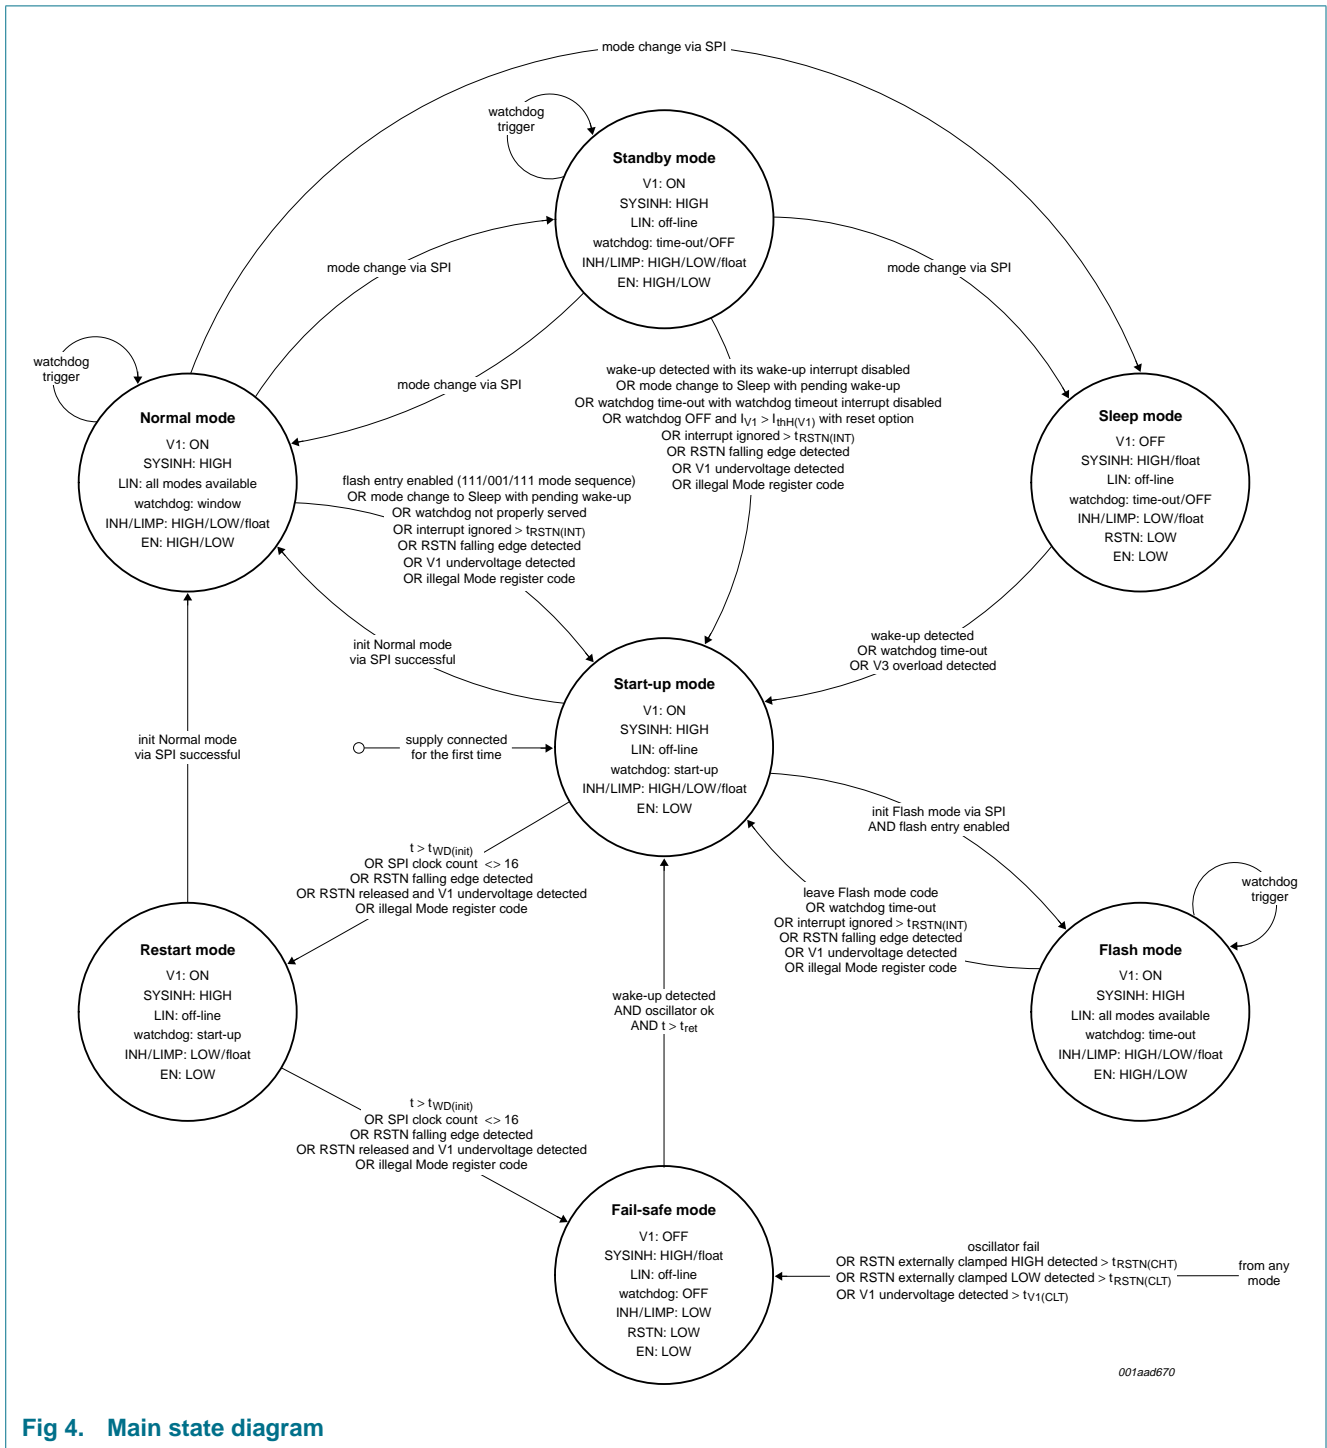 mode change via SPI
watchdog
trigger
Standby mode
V1: ON
SYSINH: HIGH
LIN: off-line
watchdog: time-out/OFF
INH/LIMP: HIGH/LOW/float
EN: HIGH/LOW
mode change via SPI
mode change via SPI
mode change via SPI
watchdog
trigger
Normal mode
V1: ON
SYSINH: HIGH
LIN: all modes available
watchdog: window
INH/LIMP: HIGH/LOW/float
EN: HIGH/LOW
wake-up detected with its wake-up interrupt disabled
OR mode change to Sleep with pending wake-up
OR watchdog time-out with watchdog timeout interrupt disabled
OR watchdog OFF and IV1 > IthH(V1) with reset option
OR interrupt ignored > tRSTN(INT)
OR RSTN falling edge detected
OR V1 undervoltage detected
OR illegal Mode register code
Sleep mode
V1: OFF
SYSINH: HIGH/float
LIN: off-line
watchdog: time-out/OFF
INH/LIMP: LOW/float
RSTN: LOW
EN: LOW
flash entry enabled (111/001/111 mode sequence)
OR mode change to Sleep with pending wake-up
OR watchdog not properly served
OR interrupt ignored > tRSTN(INT)
OR RSTN falling edge detected
OR V1 undervoltage detected
OR illegal Mode register code
init Normal mode
via SPI successful
wake-up detected
OR watchdog time-out
OR V3 overload detected
Start-up mode
V1: ON
SYSINH: HIGH
LIN: off-line
watchdog: start-up
INH/LIMP: HIGH/LOW/float
EN: LOW
supply connected
for the first time
init Normal mode
via SPI successful
init Flash mode via SPI
AND flash entry enabled
t > tWD(init)
OR SPI clock count <> 16
OR RSTN falling edge detected
OR RSTN released and V1 undervoltage detected
OR illegal Mode register code
leave Flash mode code
OR watchdog time-out
OR interrupt ignored > tRSTN(INT)
OR RSTN falling edge detected
OR V1 undervoltage detected
OR illegal Mode register code
watchdog
trigger
Restart mode
V1: ON
SYSINH: HIGH
LIN: off-line
watchdog: start-up
INH/LIMP: LOW/float
EN: LOW
Flash mode
V1: ON
SYSINH: HIGH
LIN: all modes available
watchdog: time-out
INH/LIMP: HIGH/LOW/float
EN: HIGH/LOW
wake-up detected
AND oscillator ok
AND t > tret
t > tWD(init)
OR SPI clock count <> 16
OR RSTN falling edge detected
OR RSTN released and V1 undervoltage detected
OR illegal Mode register code
Fail-safe mode
V1: OFF
SYSINH: HIGH/float
LIN: off-line
watchdog: OFF
INH/LIMP: LOW
RSTN: LOW
EN: LOW
oscillator fail
OR RSTN externally clamped HIGH detected > tRSTN(CHT)
OR RSTN externally clamped LOW detected > tRSTN(CLT)
OR V1 undervoltage detected > tV1(CLT)
from any
mode
001aad670
Fig 4. Main state diagram